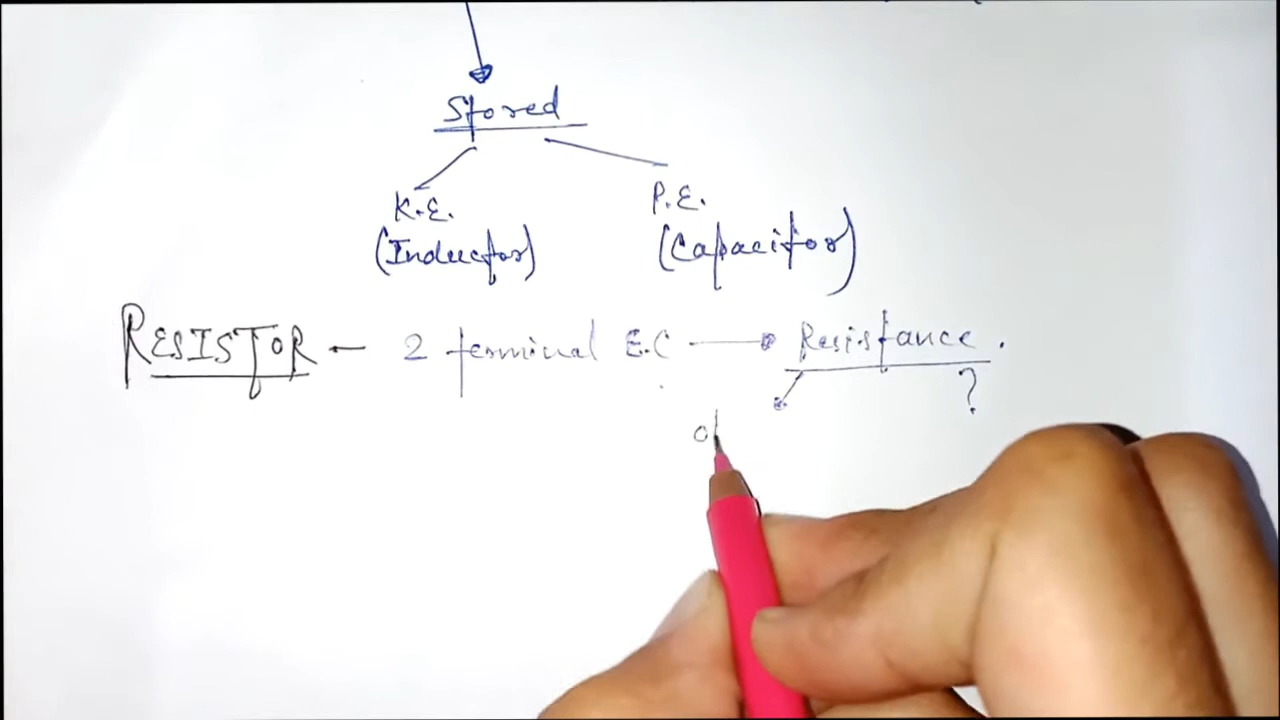 Stored
K.E. P.E.
(Inductor) (Capacitor)
RESISTOR — 2 terminal E.C Resistance.
?